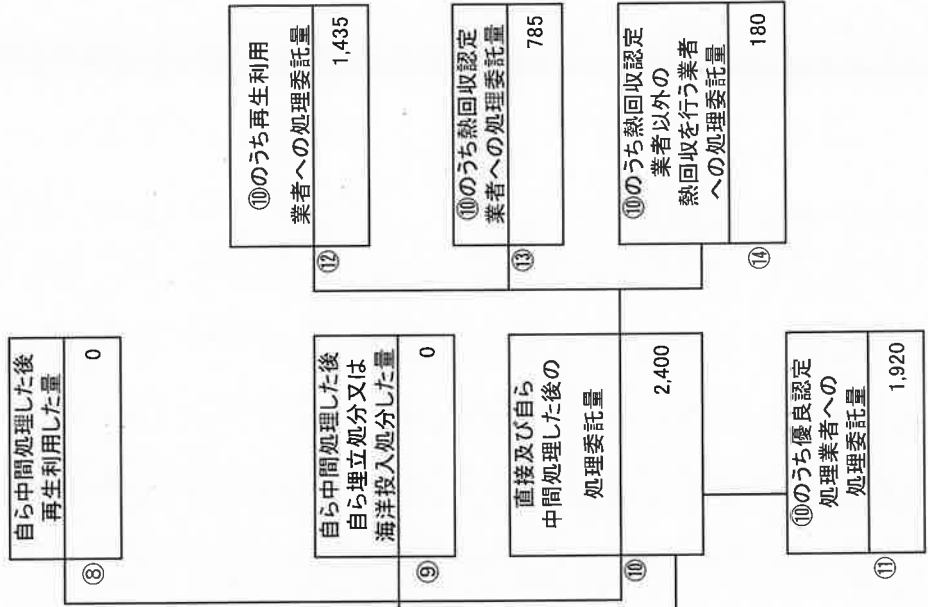 自ら中間処理した後
再生利用した量
0
⑧
自ら中間処理した後
自ら埋立処分又は
海洋投入処分した量
0
⑨
直接及び自ら
中間処理した後の
処理委託量
2,400
⑩
⑩のうち優良認定
処理業者への
処理委託量
1,920
⑪
⑩のうち再生利用
業者への処理委託量
1,435
⑫
⑩のうち熱回収認定
業者への処理委託量
785
⑬
⑩のうち熱回収認定
業者以外の
熱回収を行う業者
への処理委託量
180
⑭